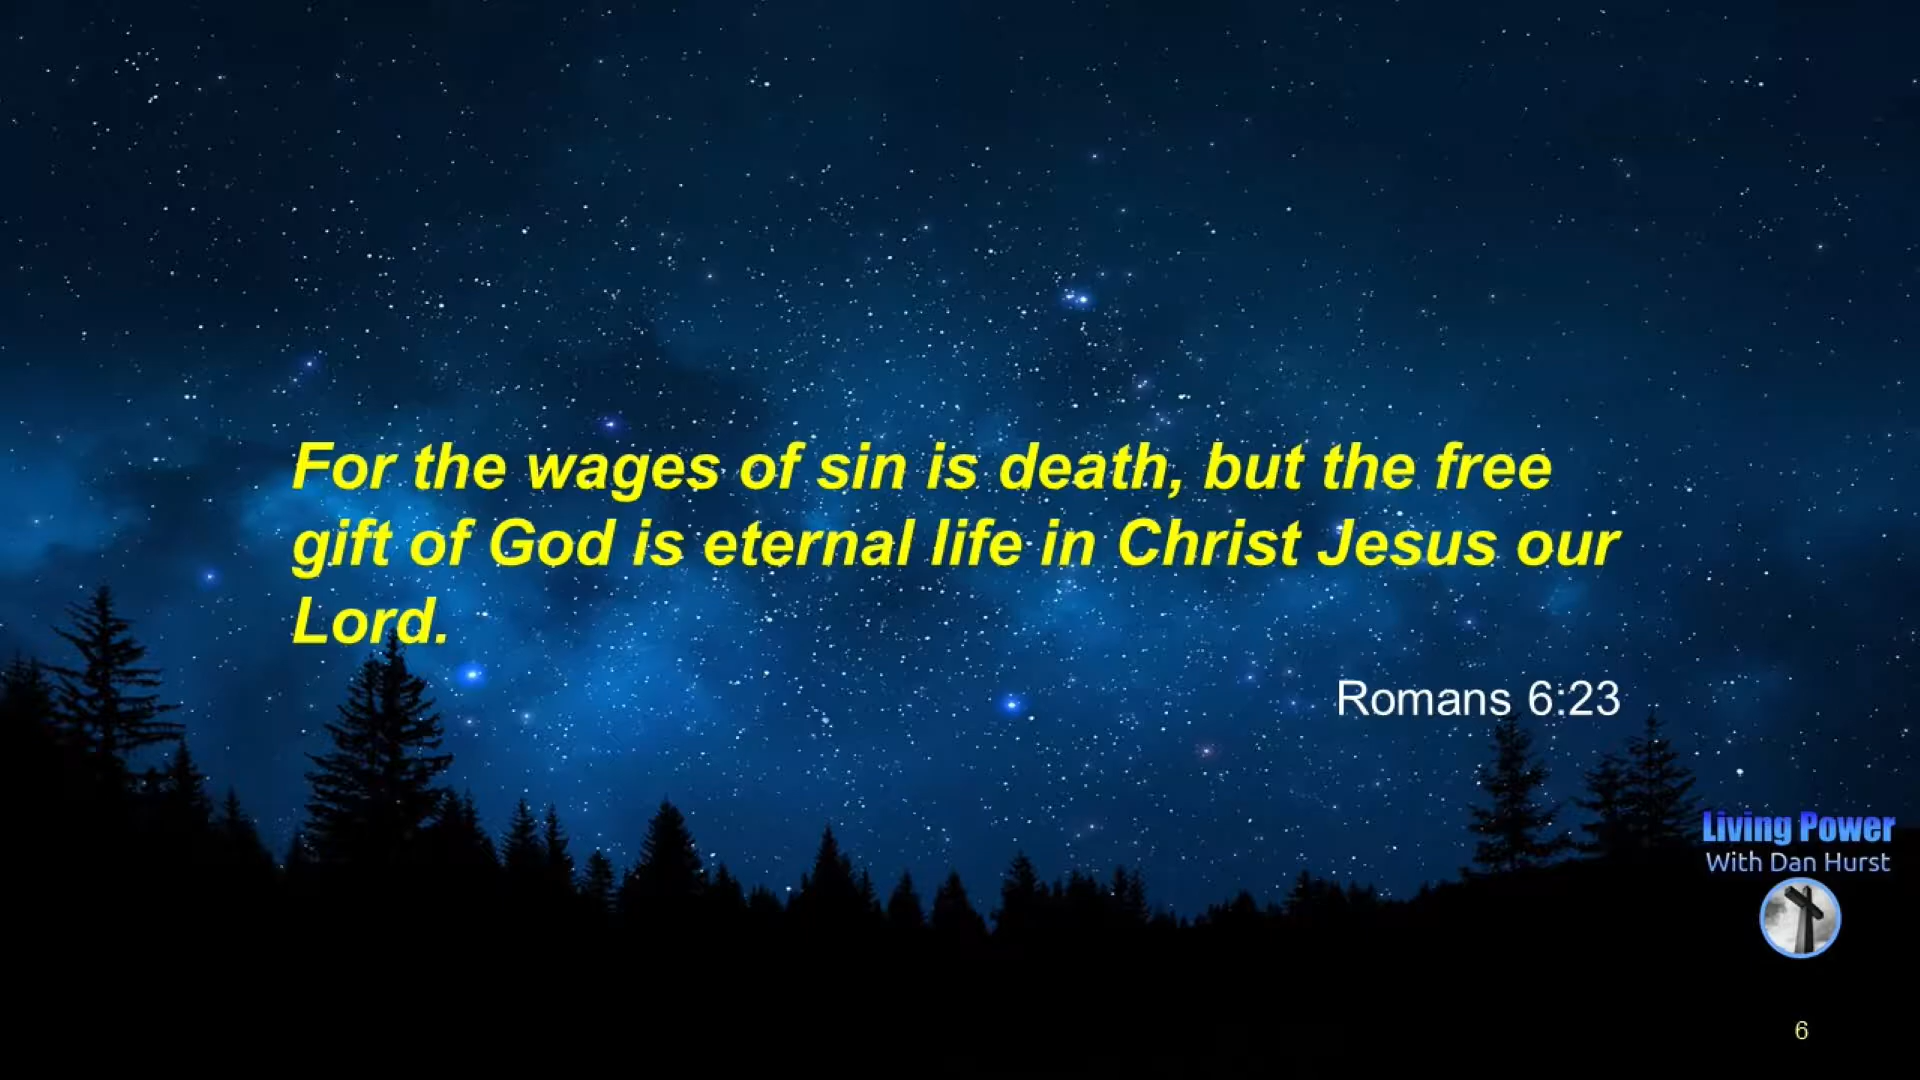 For the wages of sin is death, but the free
gift of God is eternal life in Christ Jesus our
Lord.
Romans 6:23
Living Power
With Dan Hurst
6